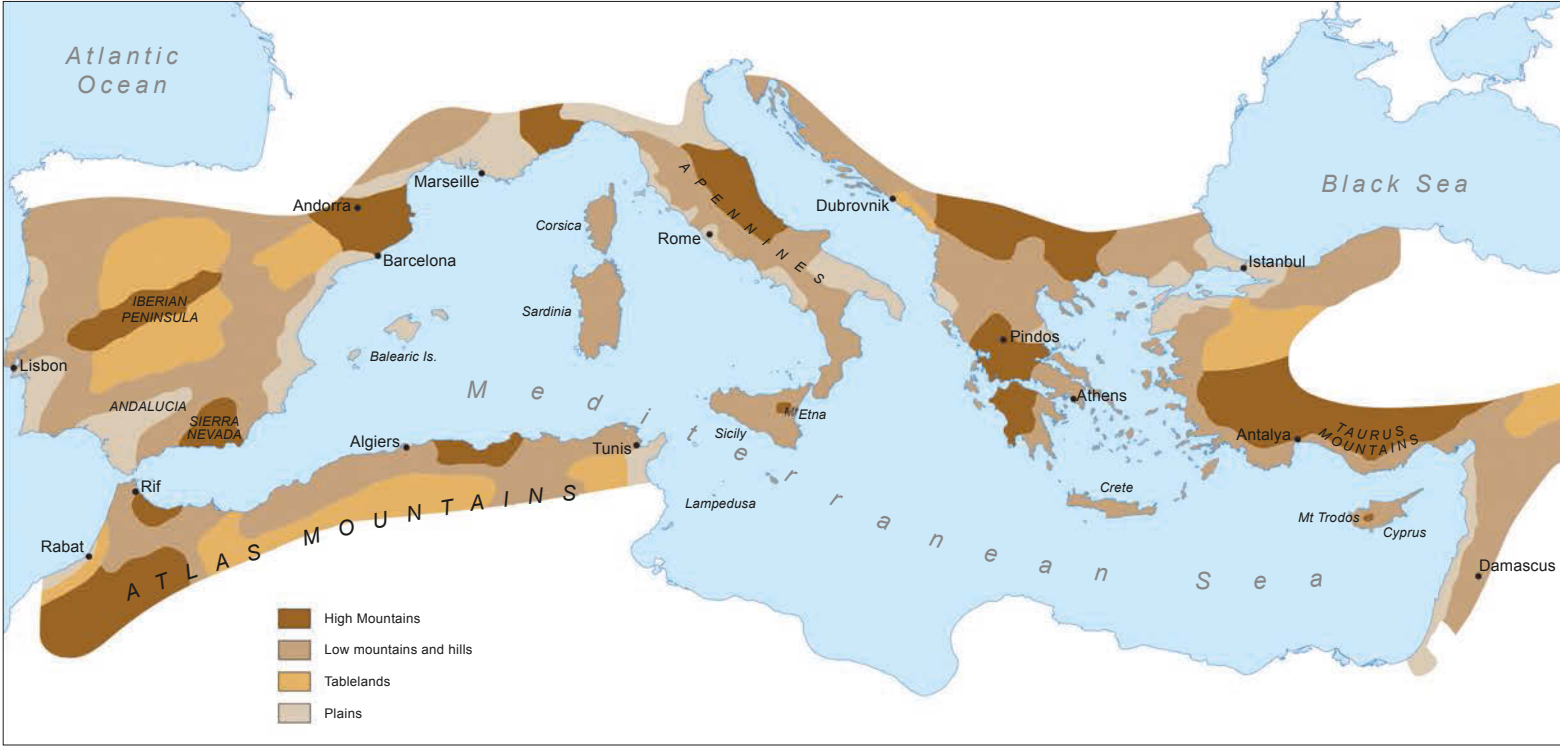 Atlantic
Ocean
Black Sea
Marseille
Andorra
Barcelona
Corsica
Sardinia
Rome
APENNINES
Dubrovnik
Istanbul
IBERIAN
PENINSULA
Balearic Is.
Lisbon
ANDALUCIA
SIERRA
NEVADA
Pindos
Athens
Mediterranean Sea
Mt Etna
Sicily
Algiers
Tunis
Antalya
TAURUS
MOUNTAINS
Rif
Rabat
ATLAS MOUNTAINS
Lampedusa
Crete
Mt Trodos
Cyprus
Damascus
High Mountains
Low mountains and hills
Tablelands
Plains